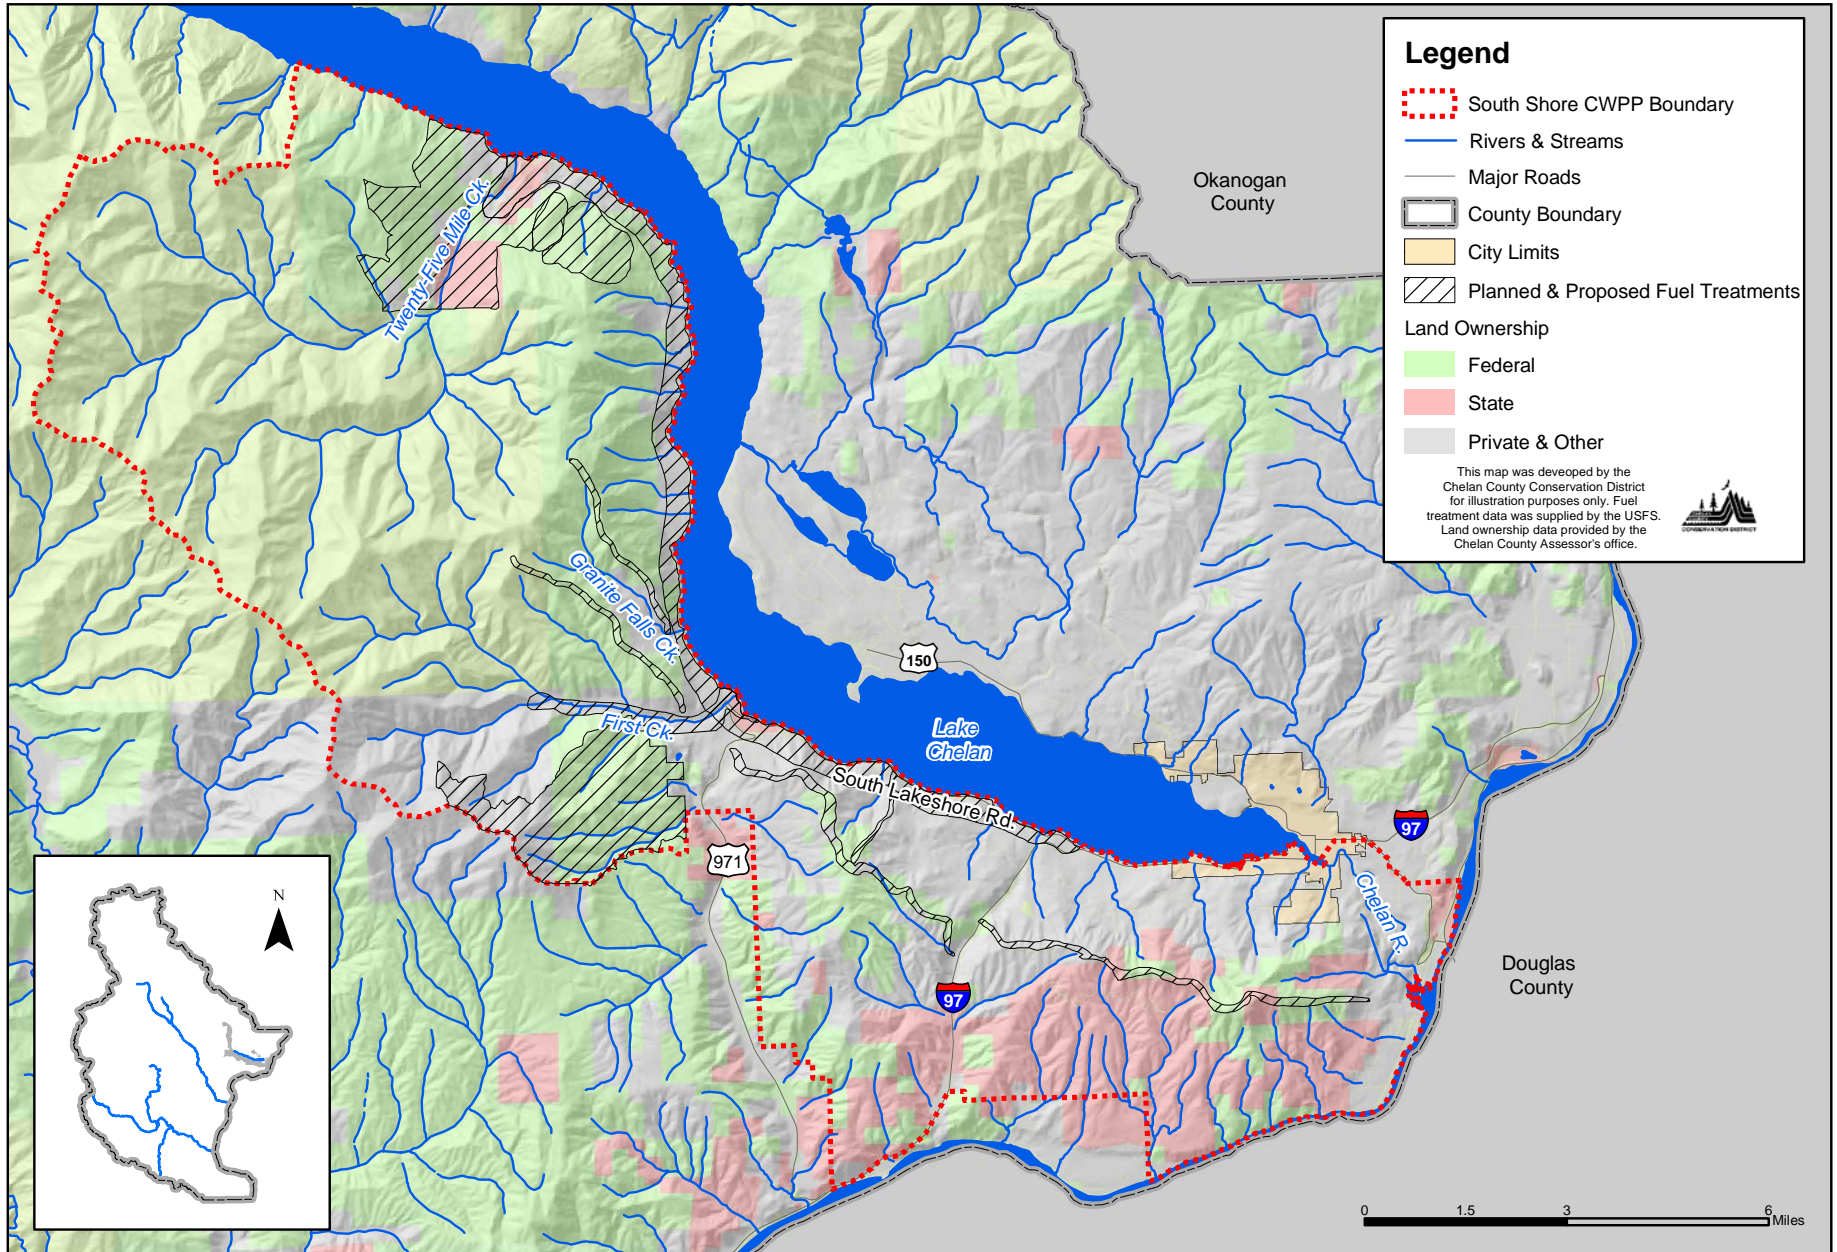 Legend
South Shore CWPP Boundary
Rivers & Streams
Major Roads
County Boundary
City Limits
Planned & Proposed Fuel Treatments
Land Ownership
Federal
State
Private & Other
This map was deveoped by the
Chelan County Conservation District
for illustration purposes only. Fuel
treatment data was supplied by the USFS.
Land ownership data provided by the
Chelan County Assessor's office.
CONSERVATION DISTRICT
Okanogan
County
Twenty-Five Mile Ck.
Granite Falls Ck.
First Ck.
150
Lake
Chelan
South Lakeshore Rd.
97
971
Chelan R.
97
Douglas
County
N
0
1.5
3
6
Miles